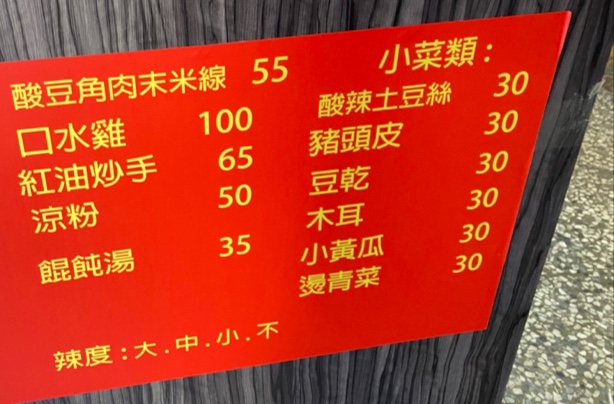 酸豆角肉末米線 55
口水雞 100
紅油炒手 65
涼粉 50
餛飩湯 35
辣度:大.中.小.不
小菜類:
酸辣土豆絲 30
豬頭皮 30
豆乾 30
木耳 30
小黃瓜 30
燙青菜 30